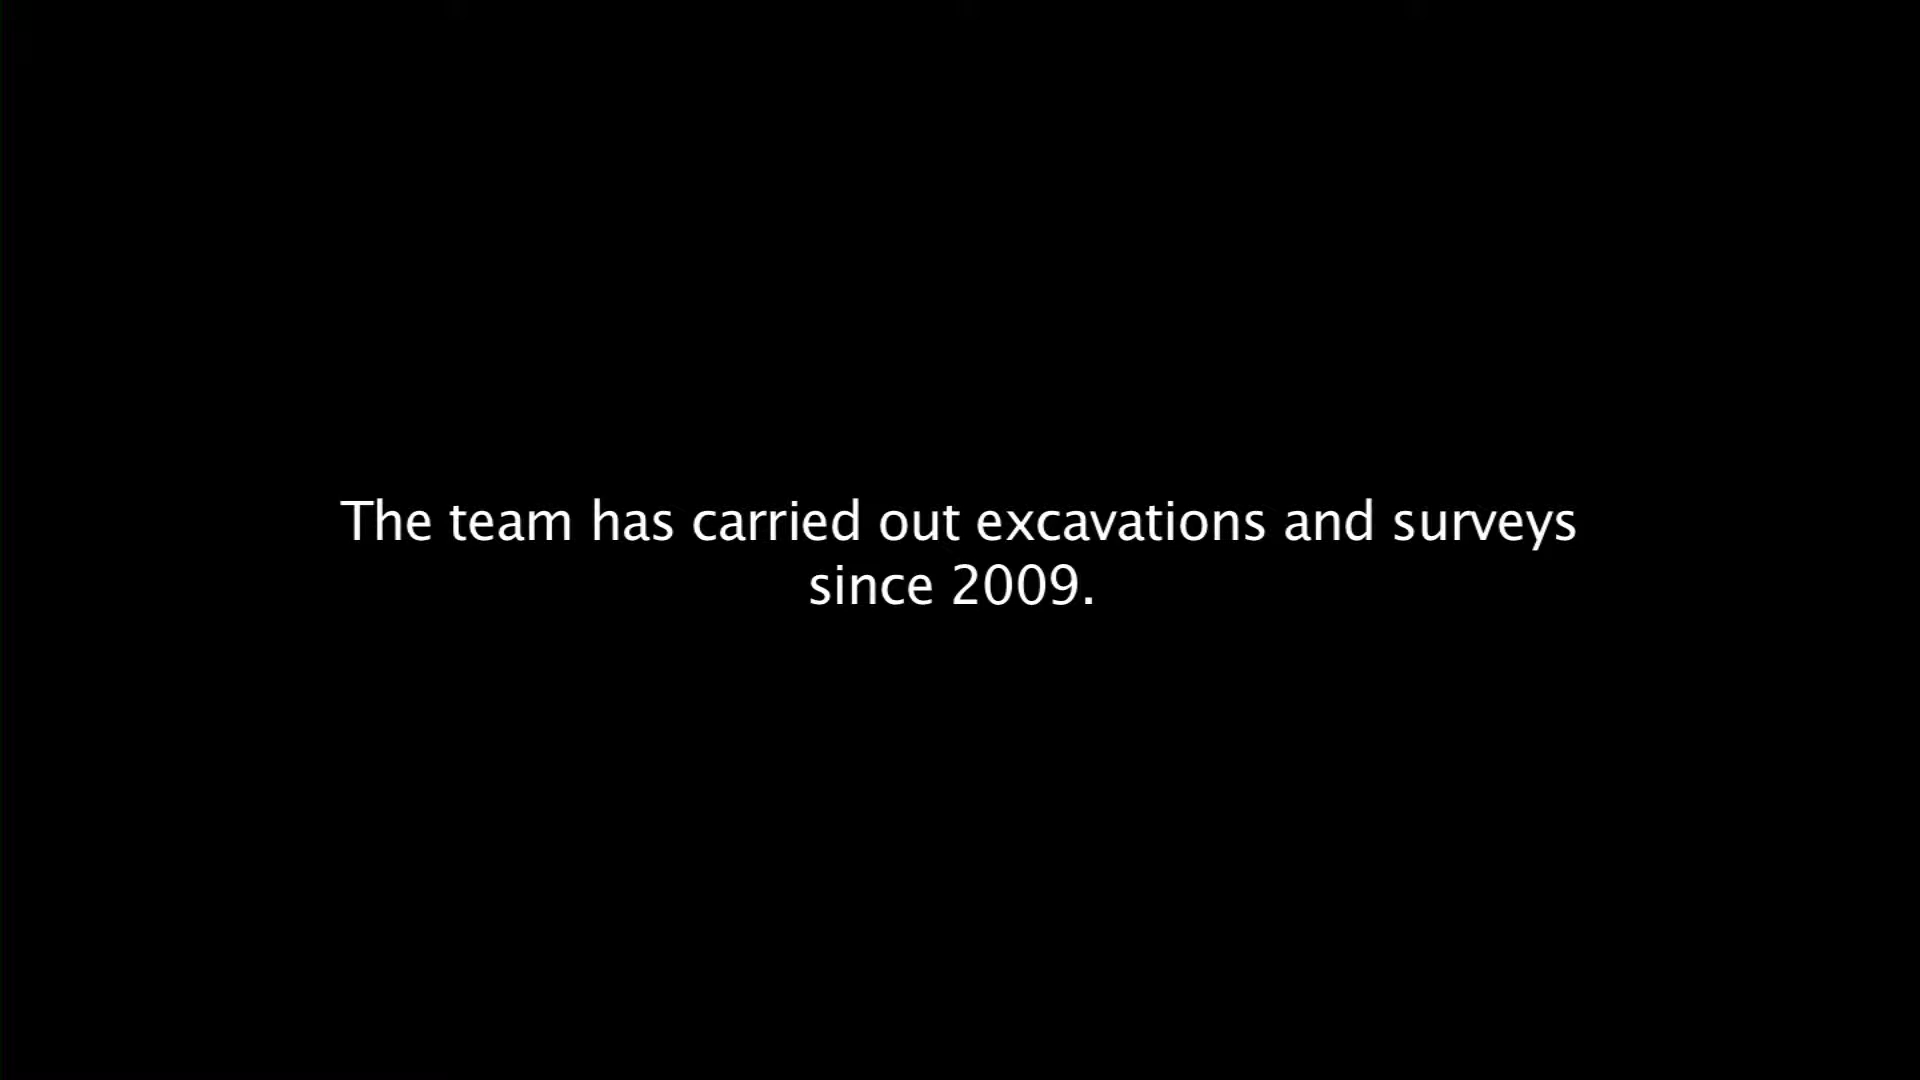 The team has carried out excavations and surveys
since 2009.